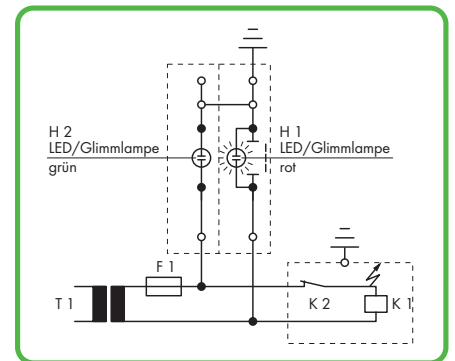 H 2
LED/Glimmlampe
grün
H 1
LED/Glimmlampe
rot
F 1
T 1
K 2
K 1